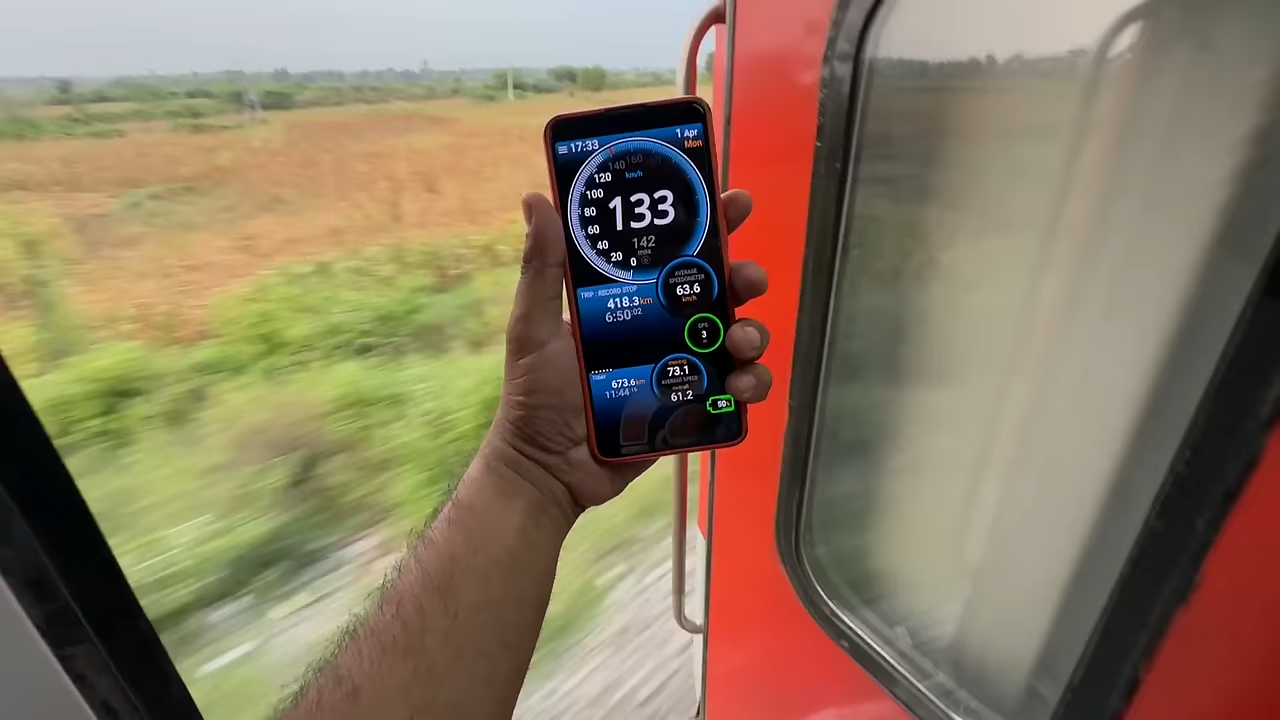 17:33
1 Apr
Mon
140 160
km/h
120
100
80
60
40
20
0
133
142
max
AVERAGE
SPEEDOMETER
63.6
km/h
TRIP : RECORD STOP
418.3km
6:50:02
GPS
3
m
moving
73.1
AVERAGE SPEED
overall
61.2
TODAY
673.6km
11:44:16
50%